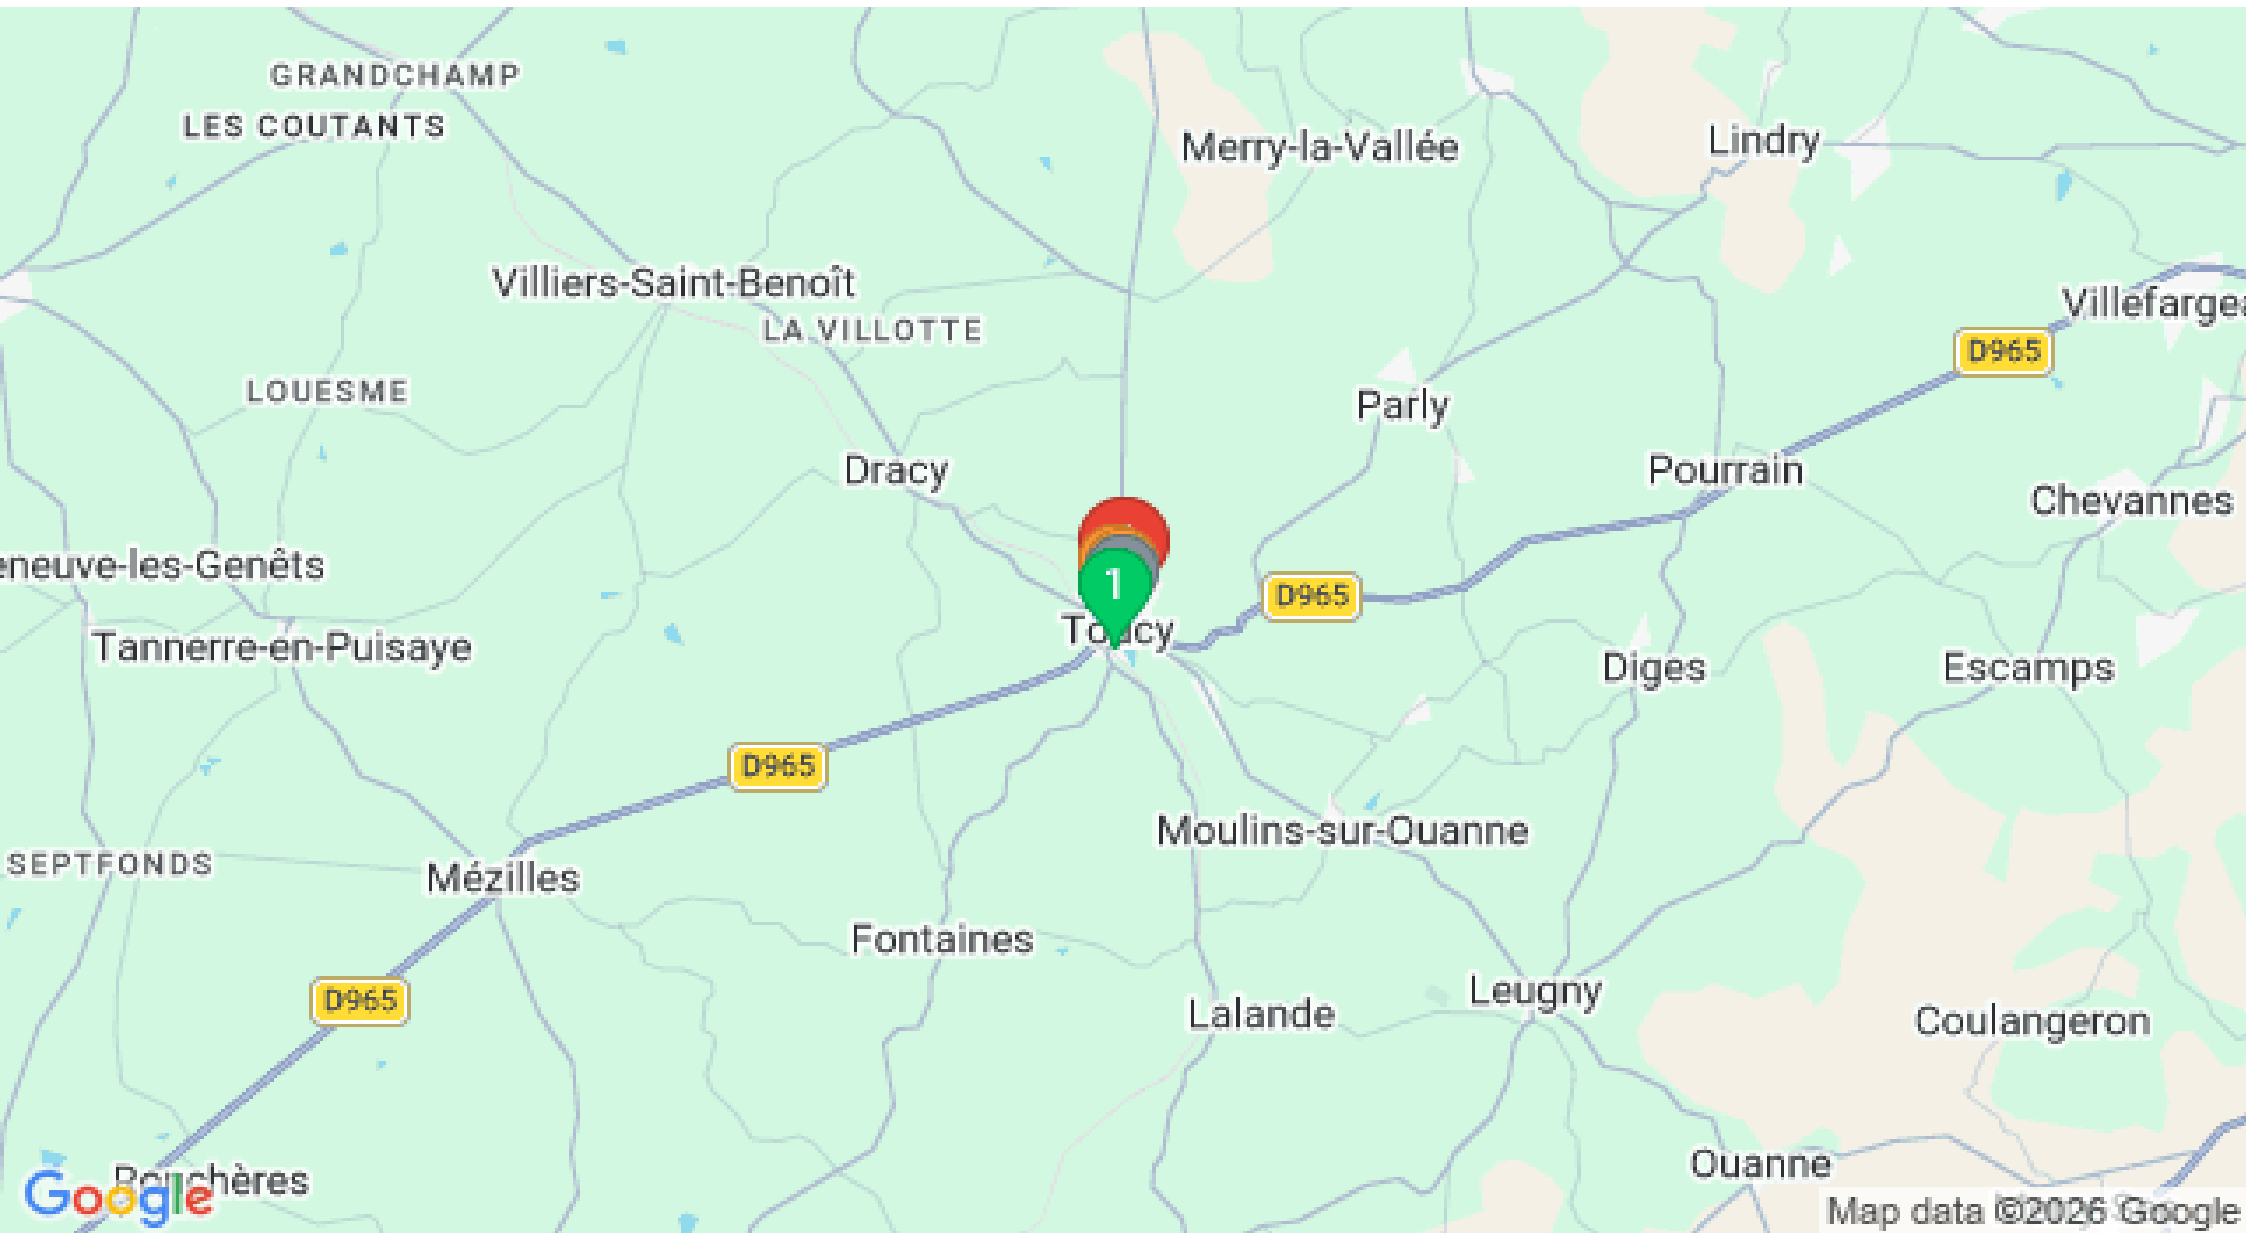 GRANDCHAMP
LES COUTANTS
Merry-la-Vallée
Lindry
Villiers-Saint-Benoît
LA VILLOTTE
D965
LOUESME
Parly
Dracy
Pourrain
Chevannes
1
D965
Toucy
Tannerre-en-Puisaye
Diges
Escamps
D965
Moulins-sur-Ouanne
SEPTFONDS
Mézilles
Fontaines
D965
Leugny
Lalande
Coulangeron
Ouanne
Google
Map data ©2026 Google